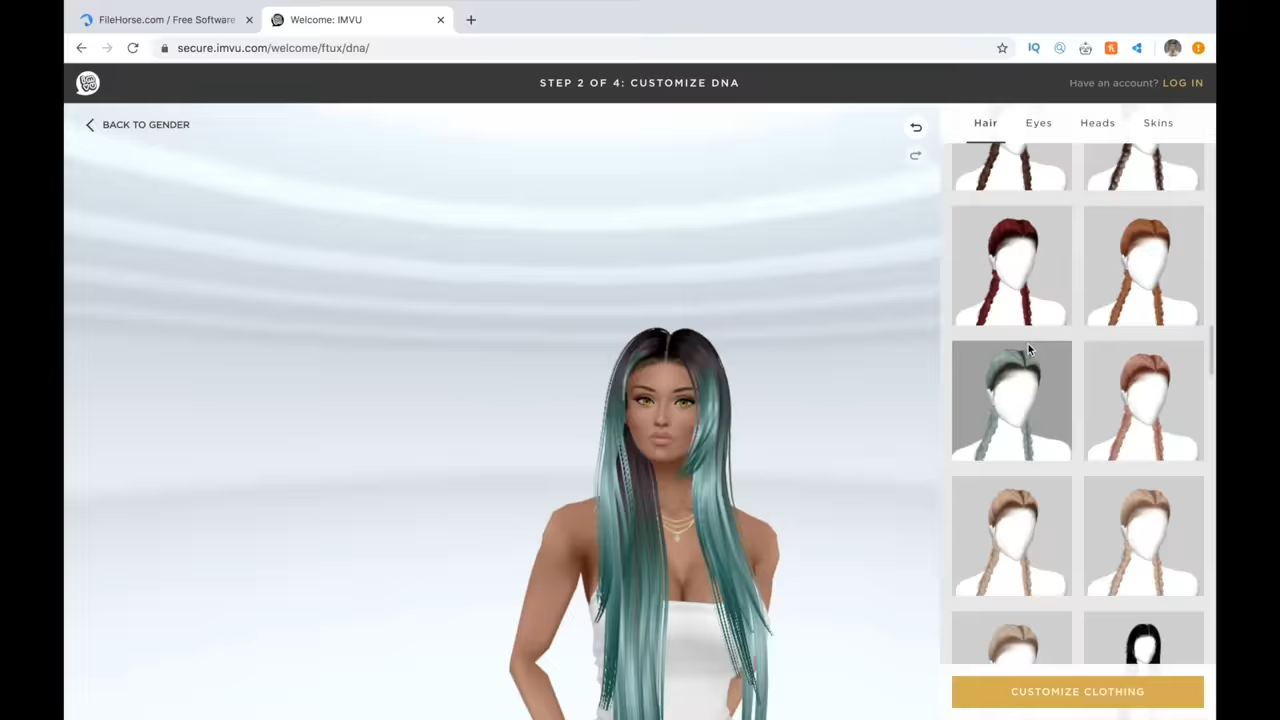 FileHorse.com / Free Software
Welcome: IMVU
secure.imvu.com/welcome/ftux/dna/
IQ
STEP 2 OF 4: CUSTOMIZE DNA
Have an account? LOG IN
BACK TO GENDER
Hair Eyes Heads Skins
CUSTOMIZE CLOTHING